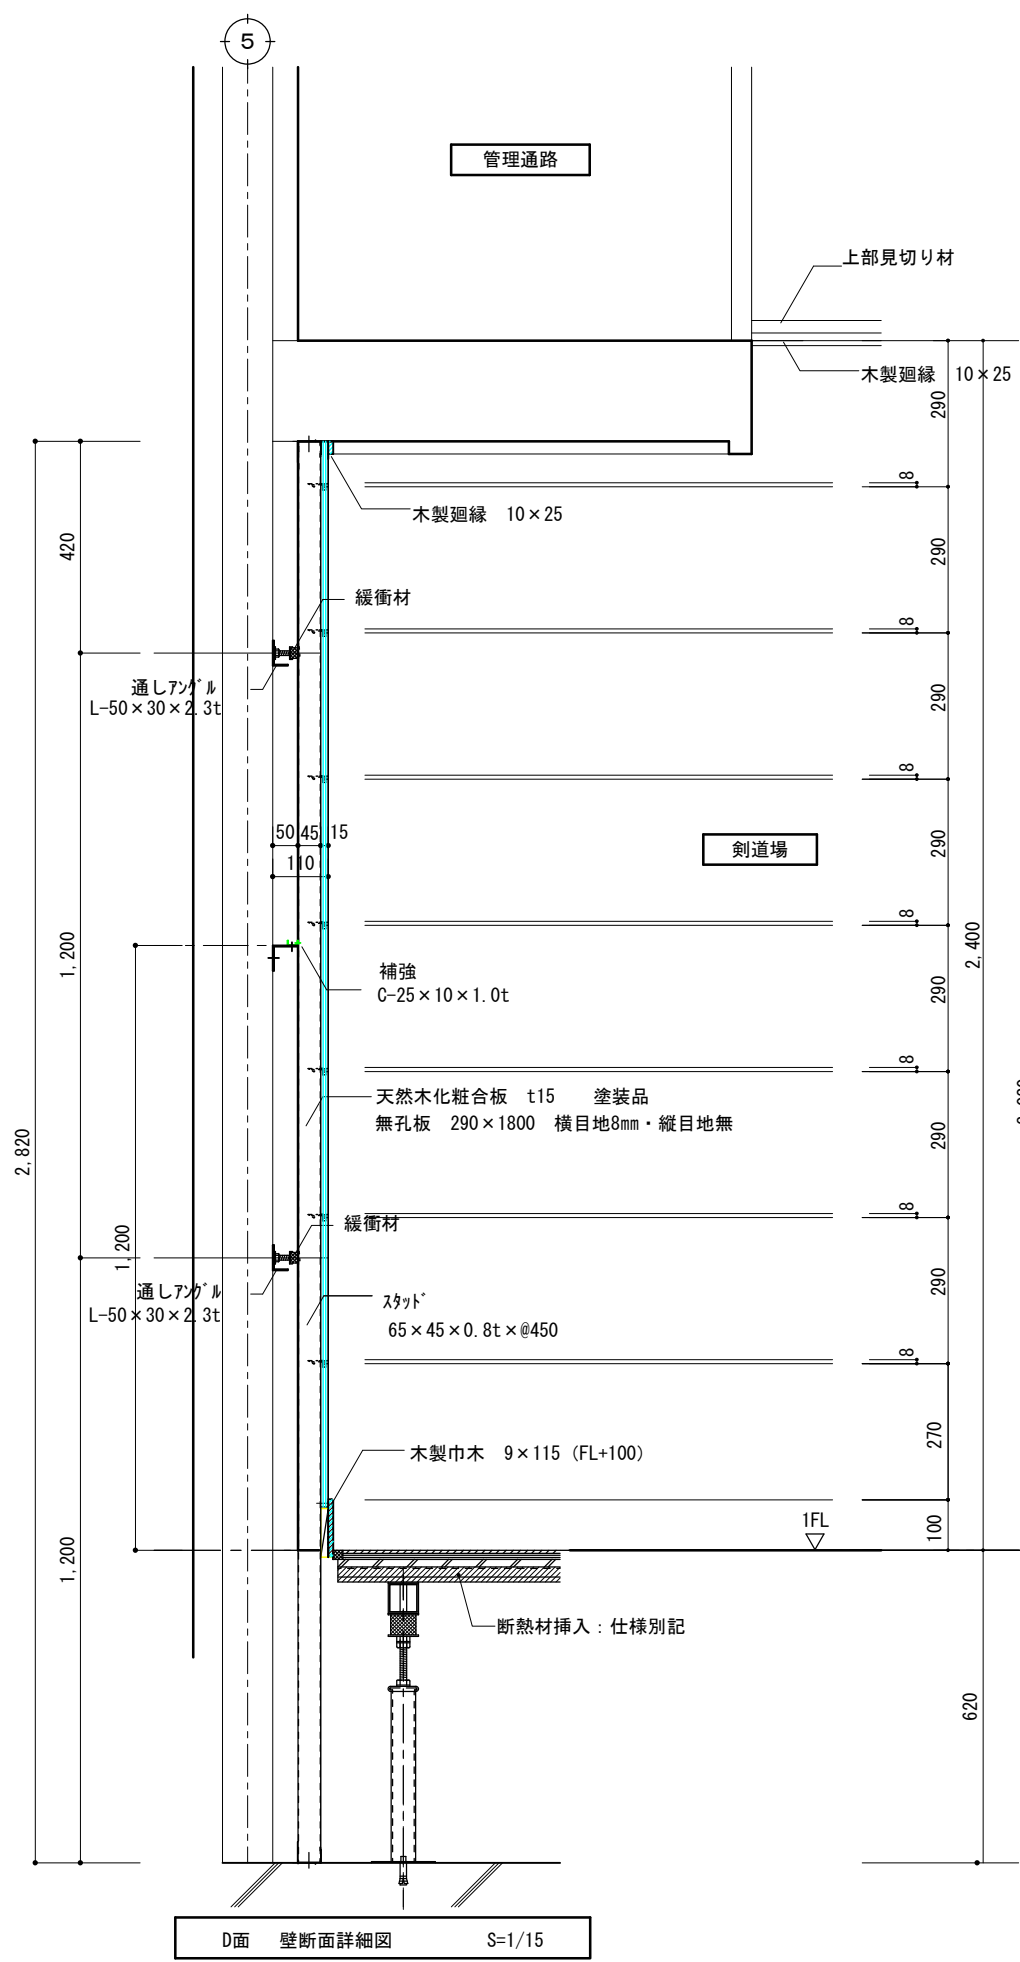 5
管理通路
上部見切り材
木製廻縁 10×25
290
8
木製廻縁 10×25
420
290
緩衝材
8
通しｱﾝｸﾞﾙ
L-50×30×2.3t
290
8
50 45 15
110
剣道場
290
8
1,200
2,400
補強
C-25×10×1.0t
290
8
天然木化粧合板 t15 塗装品
無孔板 290×1800 横目地8mm・縦目地無
2,820
290
8
1,200
緩衝材
通しｱﾝｸﾞﾙ
L-50×30×2.3t
290
ｽﾀｯﾄﾞ
65×45×0.8t×@450
8
270
木製巾木 9×115 (FL+100)
1FL
100
1,200
断熱材挿入：仕様別記
620
D面 壁断面詳細図 S=1/15